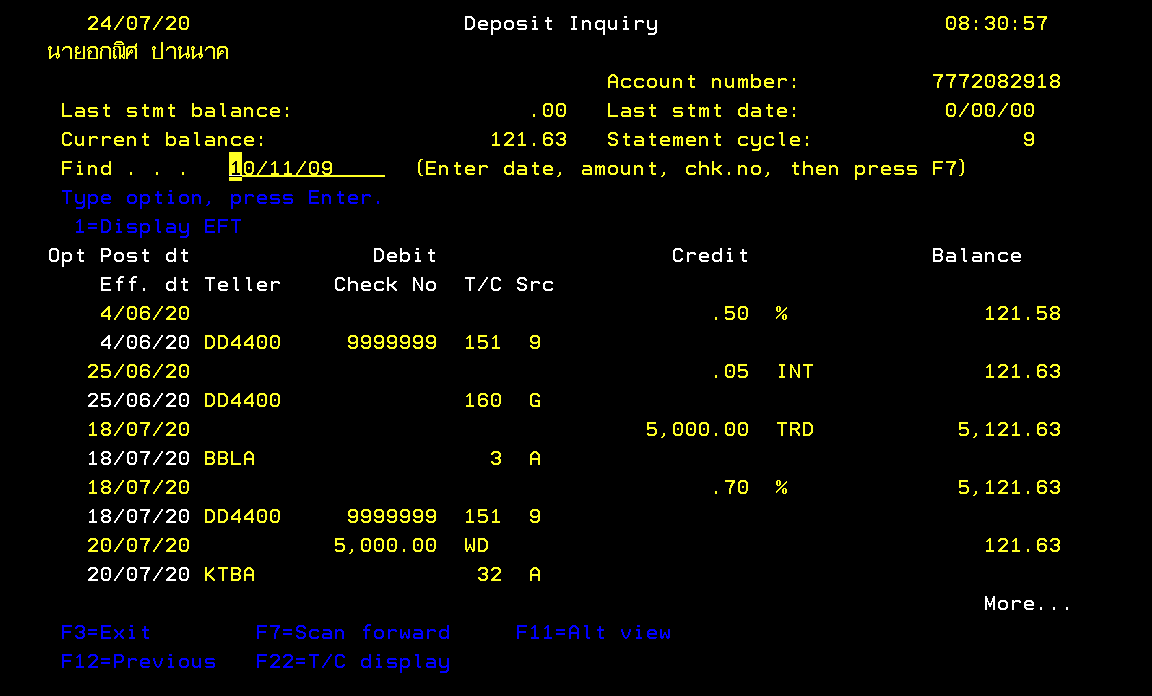 24/07/20 Deposit Inquiry 08:30:57
นายอกณิศ ปานนาค
Account number: 7772082918
Last stmt balance: .00 Last stmt date: 0/00/00
Current balance: 121.63 Statement cycle: 9
Find . . . 10/11/09 (Enter date, amount, chk.no, then press F7)
Type option, press Enter.
1=Display EFT
Opt Post dt Debit Credit Balance
Eff. dt Teller Check No T/C Src
4/06/20 .50 % 121.58
4/06/20 DD4400 9999999 151 9
25/06/20 .05 INT 121.63
25/06/20 DD4400 160 G
18/07/20 5,000.00 TRD 5,121.63
18/07/20 BBLA 3 A
18/07/20 .70 % 5,121.63
18/07/20 DD4400 9999999 151 9
20/07/20 5,000.00 WD 121.63
20/07/20 KTBA 32 A
More...
F3=Exit F7=Scan forward F11=Alt view
F12=Previous F22=T/C display